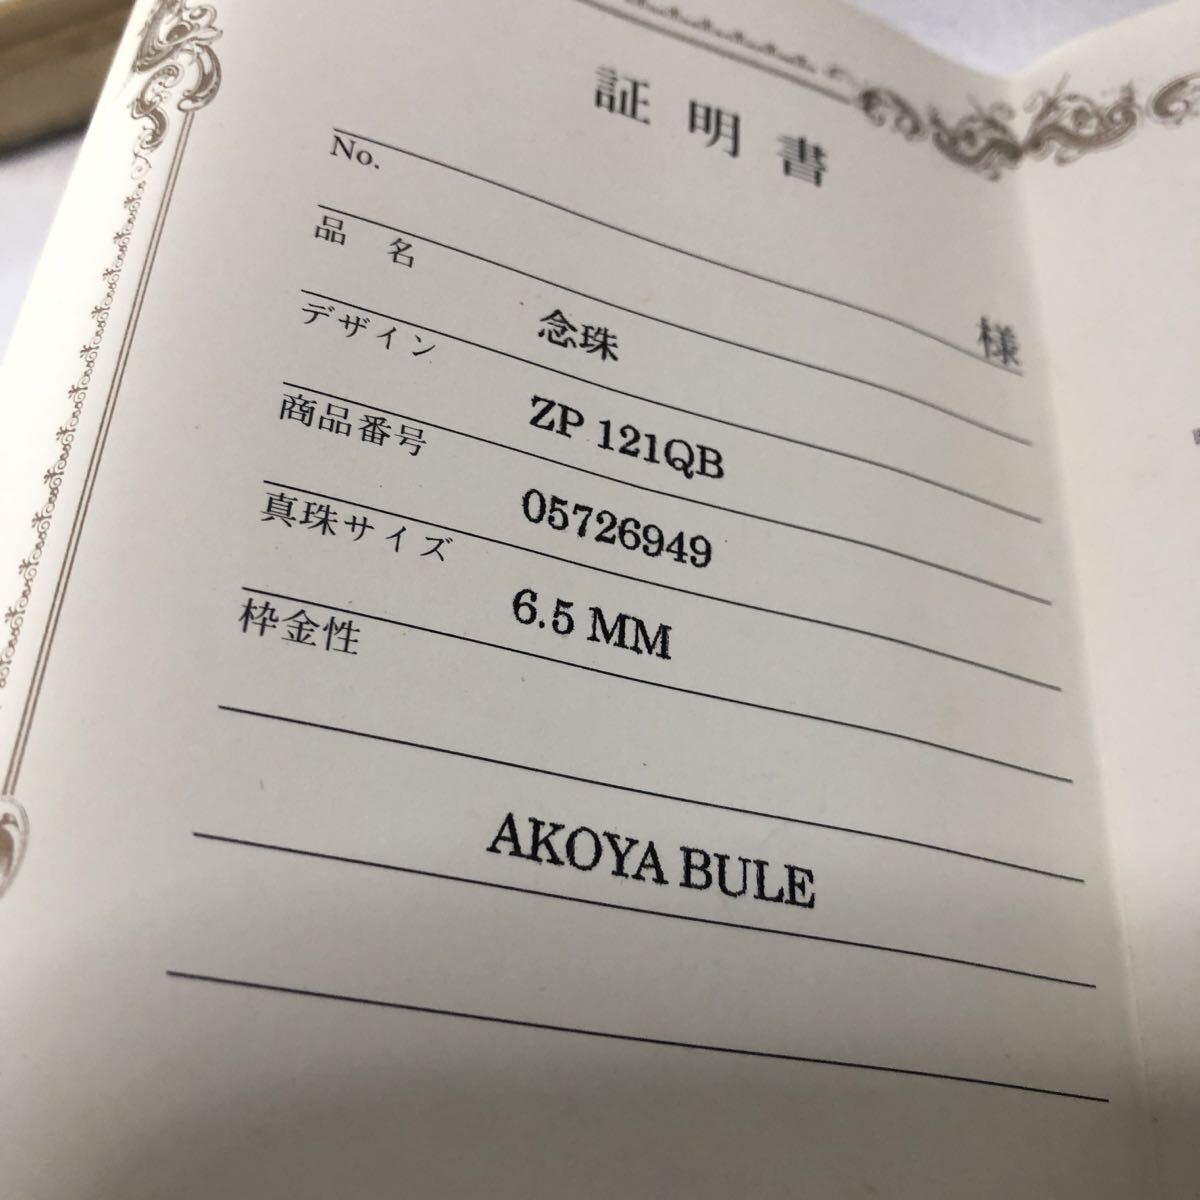 証明書
No.
様
品名 念珠
デザイン ZP 121QB
商品番号 05726949
真珠サイズ 6.5 MM
枠金性
AKOYA BULE